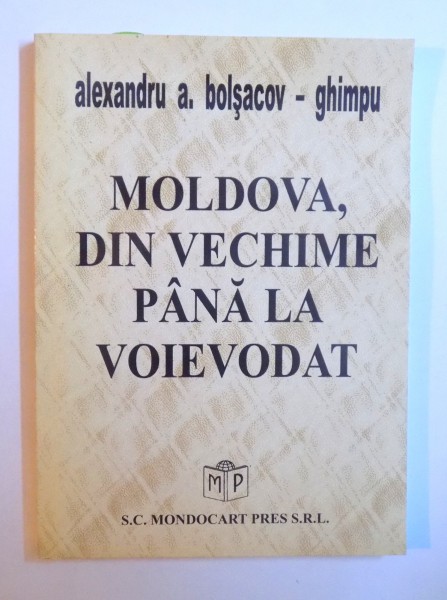 alexandru a. bolşacov - ghimpu
MOLDOVA,
DIN VECHIME
PÂNĂ LA
VOIEVODAT
M P
S.C. MONDOCART PRES S.R.L.